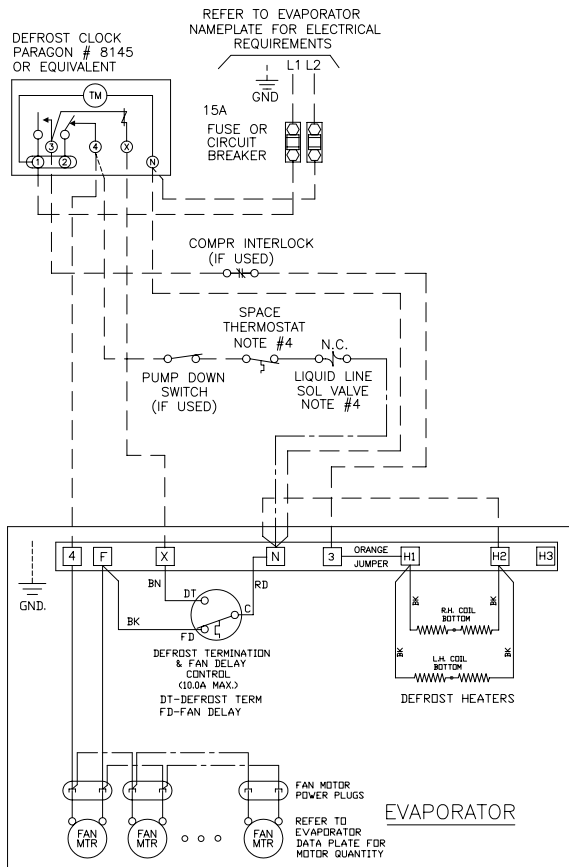 REFER TO EVAPORATOR
NAMEPLATE FOR ELECTRICAL
REQUIREMENTS
DEFROST CLOCK
PARAGON # 8145
OR EQUIVALENT
L1 L2
GND
TM
15A
FUSE OR
CIRCUIT
BREAKER
3
4
X
1
2
N
COMPR INTERLOCK
(IF USED)
SPACE
THERMOSTAT
NOTE #4
N.C.
PUMP DOWN
SWITCH
(IF USED)
LIQUID LINE
SOL VALVE
NOTE #4
4
F
X
N
3
ORANGE
JUMPER
H1
H2
H3
GND.
BN
DT
RD
C
BK
FD
BK
BK
R.H. COIL
BOTTOM
BK
BK
L.H. COIL
BOTTOM
DEFROST HEATERS
DEFROST TERMINATION
& FAN DELAY
CONTROL
(10.0A MAX.)
DT-DEFROST TERM
FD-FAN DELAY
FAN MOTOR
POWER PLUGS
EVAPORATOR
FAN
MTR
FAN
MTR
FAN
MTR
REFER TO
EVAPORATOR
DATA PLATE FOR
MOTOR QUANTITY